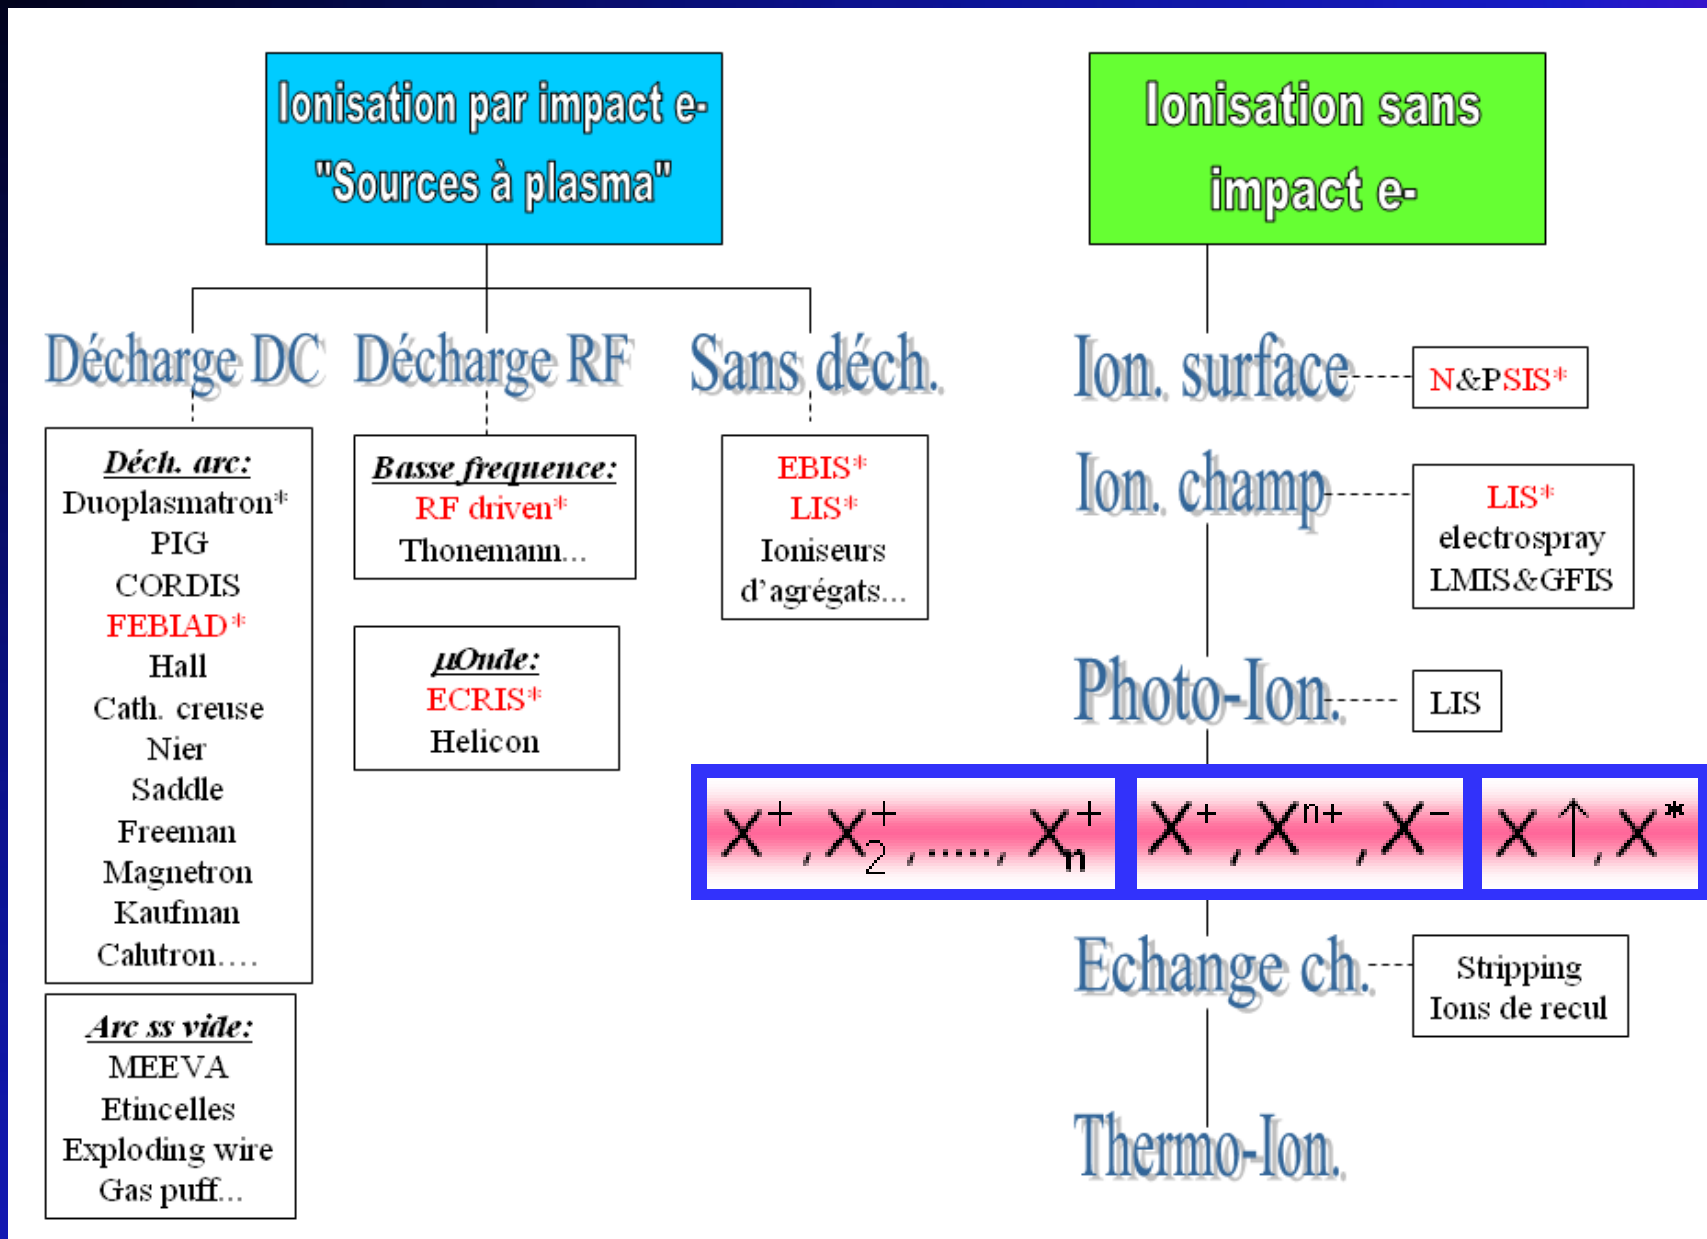 Ionisation par impact e-
"Sources à plasma"
Décharge DC
Déch. arc:
Duoplasmatron*
PIG
CORDIS
FEBIAD*
Hall
Cath. creuse
Nier
Saddle
Freeman
Magnetron
Kaufman
Calutron….
Arc ss vide:
MEEVA
Etincelles
Exploding wire
Gas puff...
Décharge RF
Basse frequence:
RF driven*
Thonemann...
µOnde:
ECRIS*
Helicon
Sans déch.
EBIS*
LIS*
Ioniseurs
d’agrégats...
Ionisation sans
impact e-
Ion. surface
N&PSIS*
Ion. champ
LIS*
electrospray
LMIS&GFIS
Photo-Ion.
LIS
X⁺, X₂⁺, ....., Xₙ⁺
X⁺, Xⁿ⁺, X⁻
X ↑, X*
Echange ch.
Stripping
Ions de recul
Thermo-Ion.